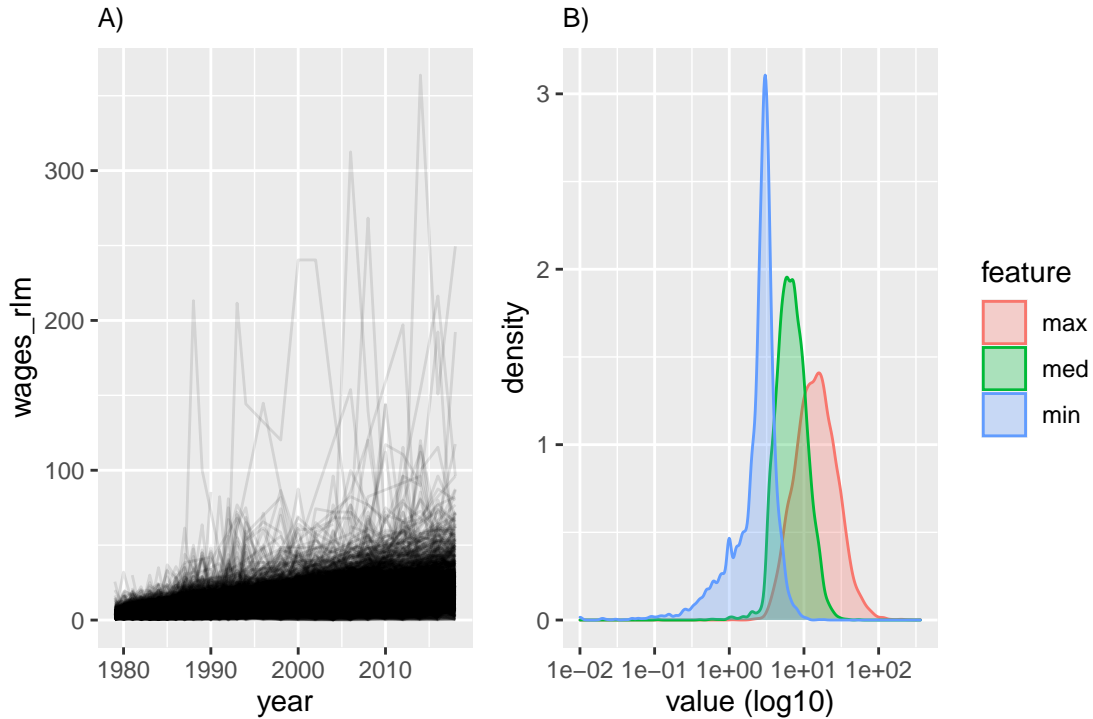 A)
wages_rlm
300
200
100
0
1980
1990
2000
2010
year
B)
density
3
2
1
0
1e−02
1e−01
1e+00
1e+01
1e+02
value (log10)
feature
max
med
min